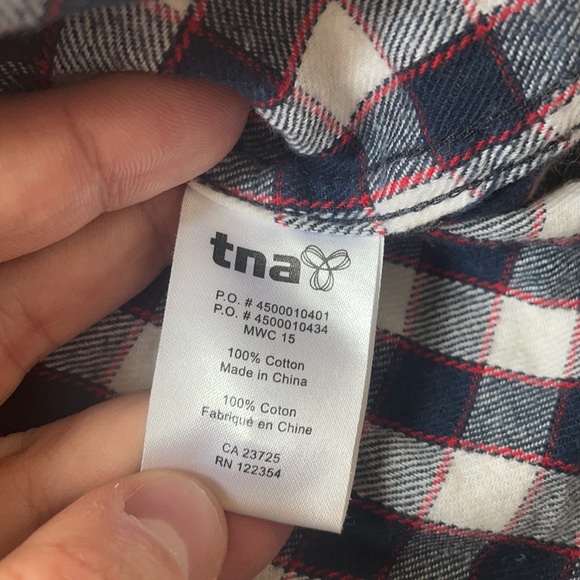 tna
P.O. # 4500010401
P.O. # 4500010434
MWC 15
100% Cotton
Made in China
100% Coton
Fabriqué en Chine
CA 23725
RN 122354